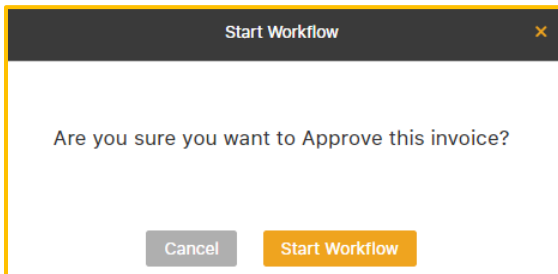 Start Workflow ×
Are you sure you want to Approve this invoice?
Cancel Start Workflow